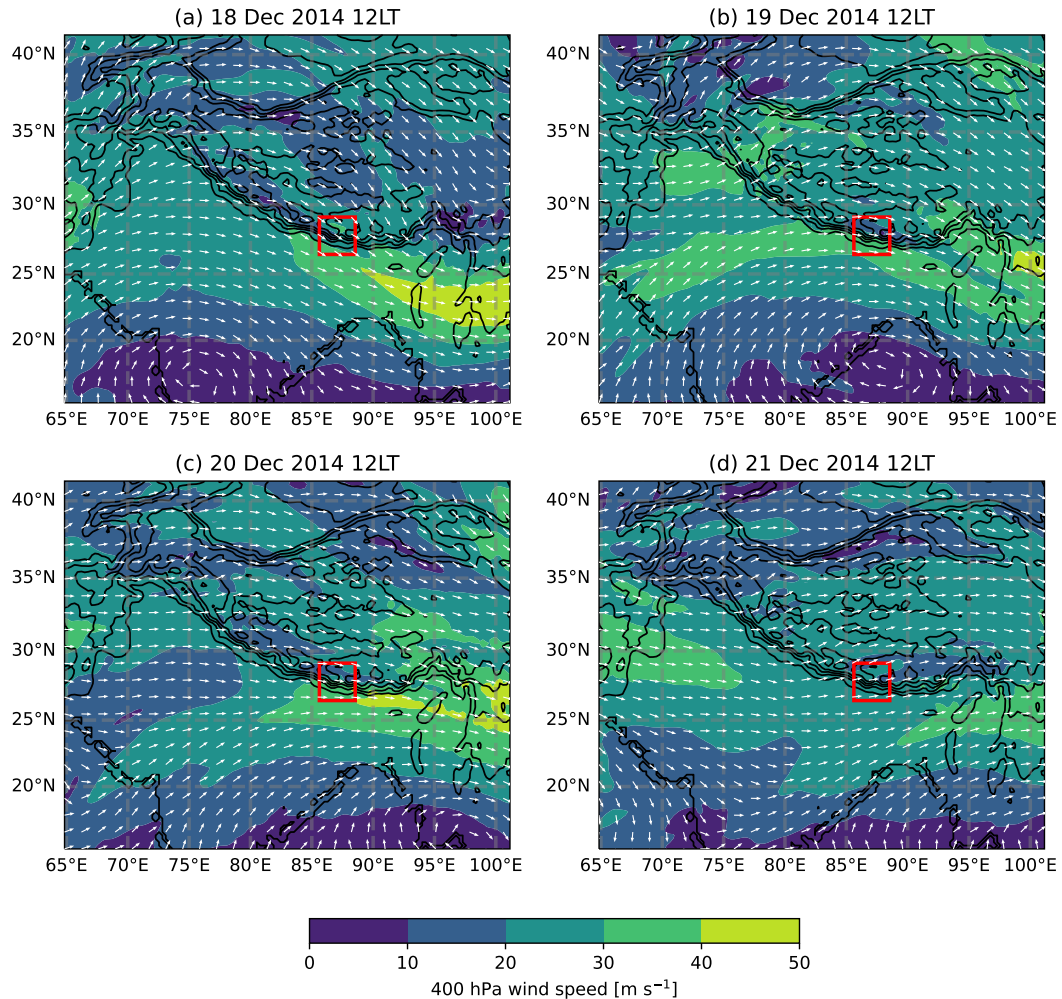 (a) 18 Dec 2014 12LT
(b) 19 Dec 2014 12LT
40°N
35°N
30°N
25°N
20°N
65°E 70°E 75°E 80°E 85°E 90°E 95°E 100°E
40°N
35°N
30°N
25°N
20°N
65°E 70°E 75°E 80°E 85°E 90°E 95°E 100°E
(c) 20 Dec 2014 12LT
(d) 21 Dec 2014 12LT
40°N
35°N
30°N
25°N
20°N
65°E 70°E 75°E 80°E 85°E 90°E 95°E 100°E
40°N
35°N
30°N
25°N
20°N
65°E 70°E 75°E 80°E 85°E 90°E 95°E 100°E
0 10 20 30 40 50
400 hPa wind speed [m s⁻¹]